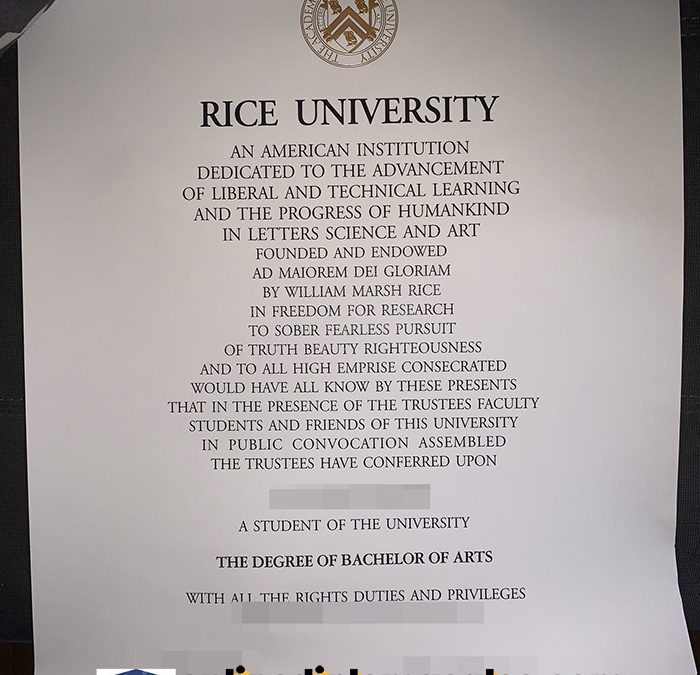 THE ACADEM
UNIVERSITY
RICE UNIVERSITY
AN AMERICAN INSTITUTION
DEDICATED TO THE ADVANCEMENT
OF LIBERAL AND TECHNICAL LEARNING
AND THE PROGRESS OF HUMANKIND
IN LETTERS SCIENCE AND ART
FOUNDED AND ENDOWED
AD MAIOREM DEI GLORIAM
BY WILLIAM MARSH RICE
IN FREEDOM FOR RESEARCH
TO SOBER FEARLESS PURSUIT
OF TRUTH BEAUTY RIGHTEOUSNESS
AND TO ALL HIGH EMPRISE CONSECRATED
WOULD HAVE ALL KNOW BY THESE PRESENTS
THAT IN THE PRESENCE OF THE TRUSTEES FACULTY
STUDENTS AND FRIENDS OF THIS UNIVERSITY
IN PUBLIC CONVOCATION ASSEMBLED
THE TRUSTEES HAVE CONFERRED UPON
A STUDENT OF THE UNIVERSITY
THE DEGREE OF BACHELOR OF ARTS
WITH ALL THE RIGHTS DUTIES AND PRIVILEGES